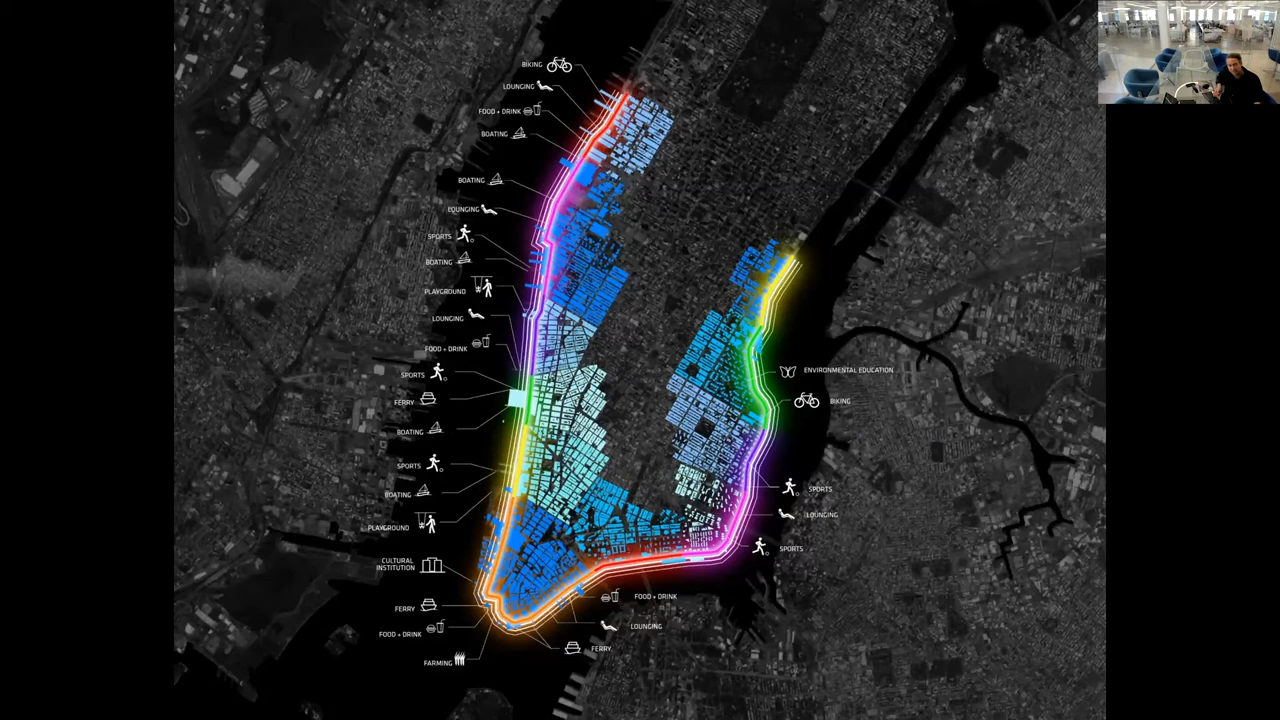 BIKING
LOUNGING
FOOD + DRINK
BOATING
BOATING
LOUNGING
SPORTS
BOATING
PLAYGROUND
LOUNGING
FOOD + DRINK
SPORTS
FERRY
BOATING
SPORTS
BOATING
PLAYGROUND
CULTURAL
INSTITUTION
FERRY
FOOD + DRINK
FARMING
ENVIRONMENTAL EDUCATION
BIKING
SPORTS
LOUNGING
SPORTS
FOOD + DRINK
LOUNGING
FERRY